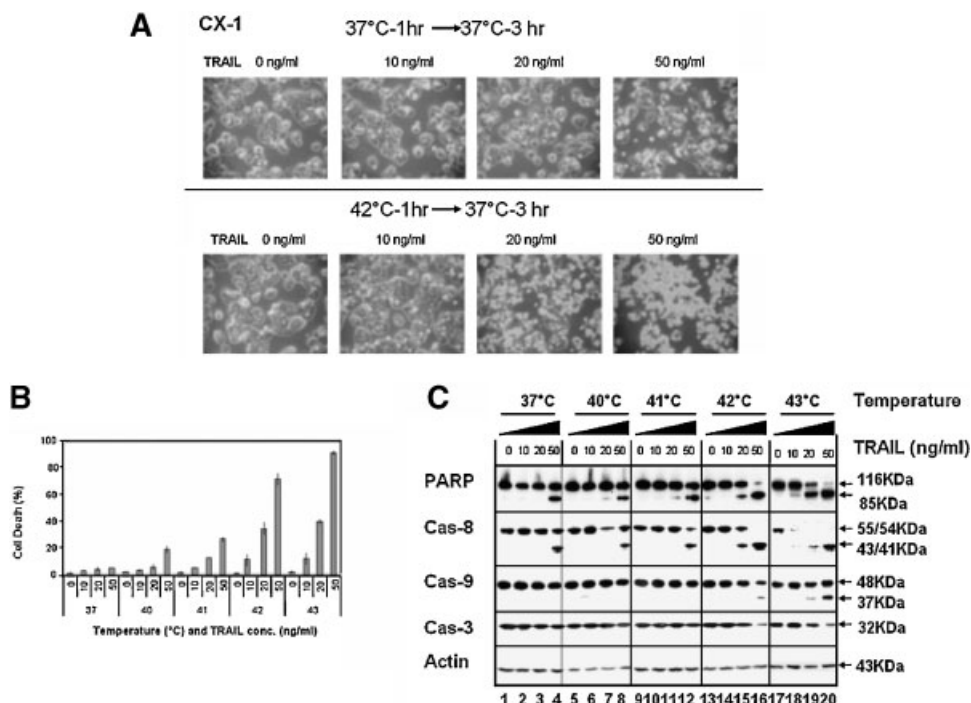 A
CX-1
37°C-1hr → 37°C-3 hr
TRAIL 0 ng/ml 10 ng/ml 20 ng/ml 50 ng/ml
42°C-1hr → 37°C-3 hr
TRAIL 0 ng/ml 10 ng/ml 20 ng/ml 50 ng/ml
B
100
80
60
40
20
0
Cell Death (%)
0 10 20 50 0 10 20 50 0 10 20 50 0 10 20 50 0 10 20 50
37 40 41 42 43
Temperature (°C) and TRAIL conc. (ng/ml)
C
37°C 40°C 41°C 42°C 43°C Temperature
0 10 20 50 0 10 20 50 0 10 20 50 0 10 20 50 0 10 20 50 TRAIL (ng/ml)
PARP 116KDa
85KDa
Cas-8 55/54KDa
43/41KDa
Cas-9 48KDa
37KDa
Cas-3 32KDa
Actin 43KDa
1 2 3 4 5 6 7 8 9 10 11 12 13 14 15 16 17 18 19 20